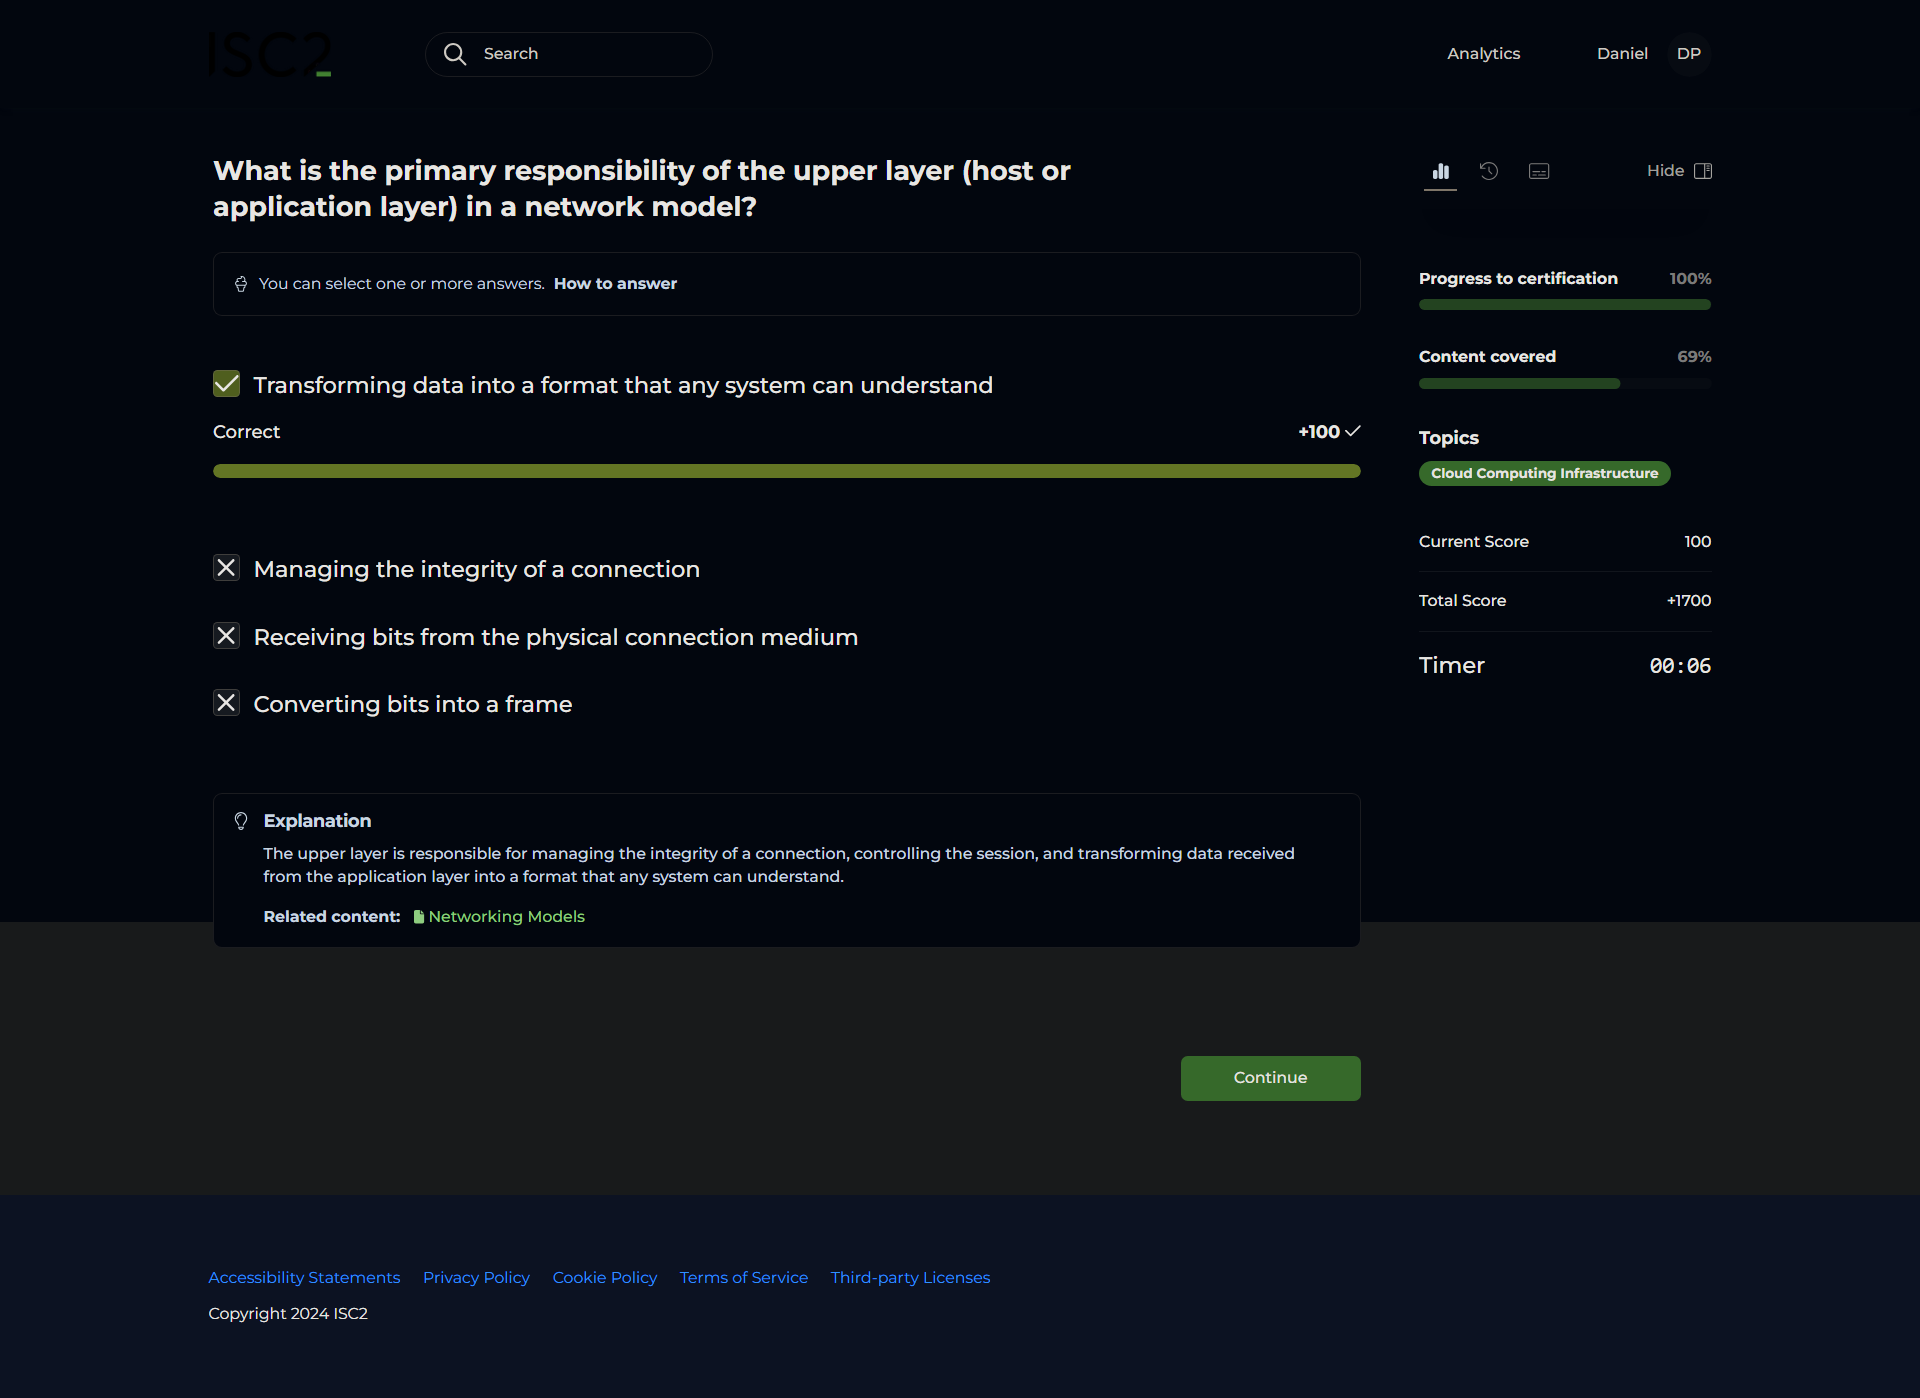 ISC2
Search
Analytics
Daniel
DP
What is the primary responsibility of the upper layer (host or
application layer) in a network model?
Hide
You can select one or more answers. How to answer
Progress to certification 100%
Content covered 69%
Transforming data into a format that any system can understand
Correct +100
Topics
Cloud Computing Infrastructure
Current Score 100
Managing the integrity of a connection
Total Score +1700
Receiving bits from the physical connection medium
Timer 00:06
Converting bits into a frame
Explanation
The upper layer is responsible for managing the integrity of a connection, controlling the session, and transforming data received
from the application layer into a format that any system can understand.
Related content: Networking Models
Continue
Accessibility Statements Privacy Policy Cookie Policy Terms of Service Third-party Licenses
Copyright 2024 ISC2